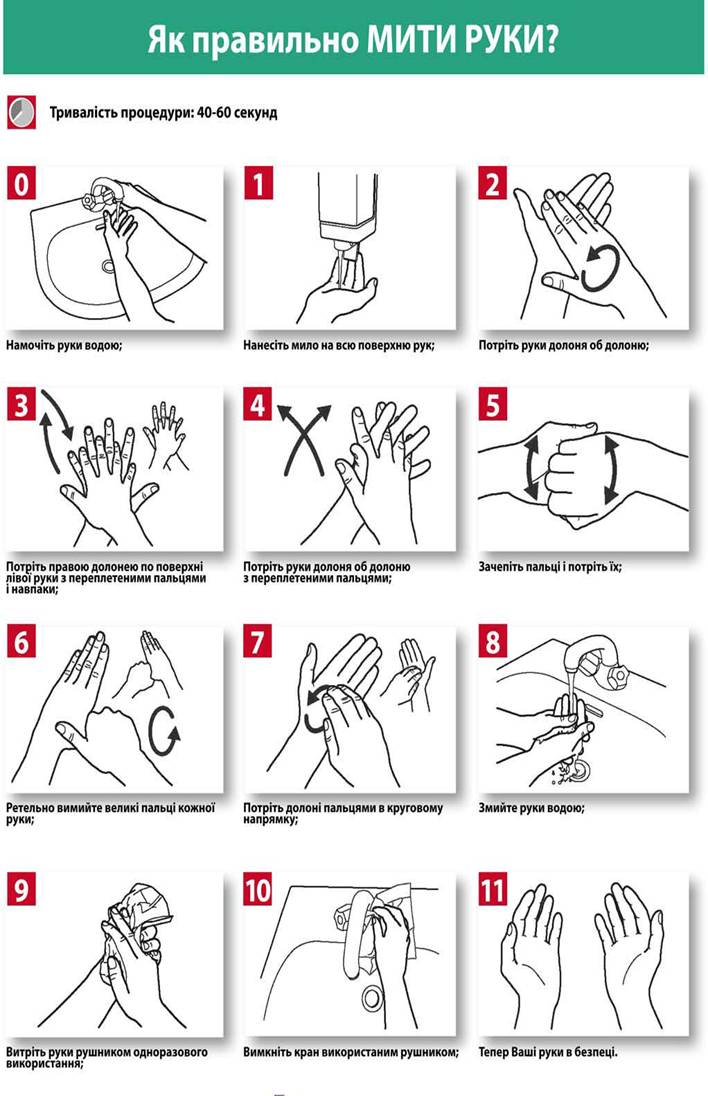 Як правильно МИТИ РУКИ?
Тривалість процедури: 40-60 секунд
0
Намочіть руки водою;
1
Нанесіть мило на всю поверхню рук;
2
Потріть руки долоня об долоню;
3
Потріть правою долонею по поверхні
лівої руки з переплетеними пальцями
і навпаки;
4
Потріть руки долоня об долоню
з переплетеними пальцями;
5
Зачепіть пальці і потріть їх;
6
Ретельно вимийте великі пальці кожної
руки;
7
Потріть долоні пальцями в круговому
напрямку;
8
Змийте руки водою;
9
Витріть руки рушником одноразового
використання;
10
Вимкніть кран використаним рушником;
11
Тепер Ваші руки в безпеці.